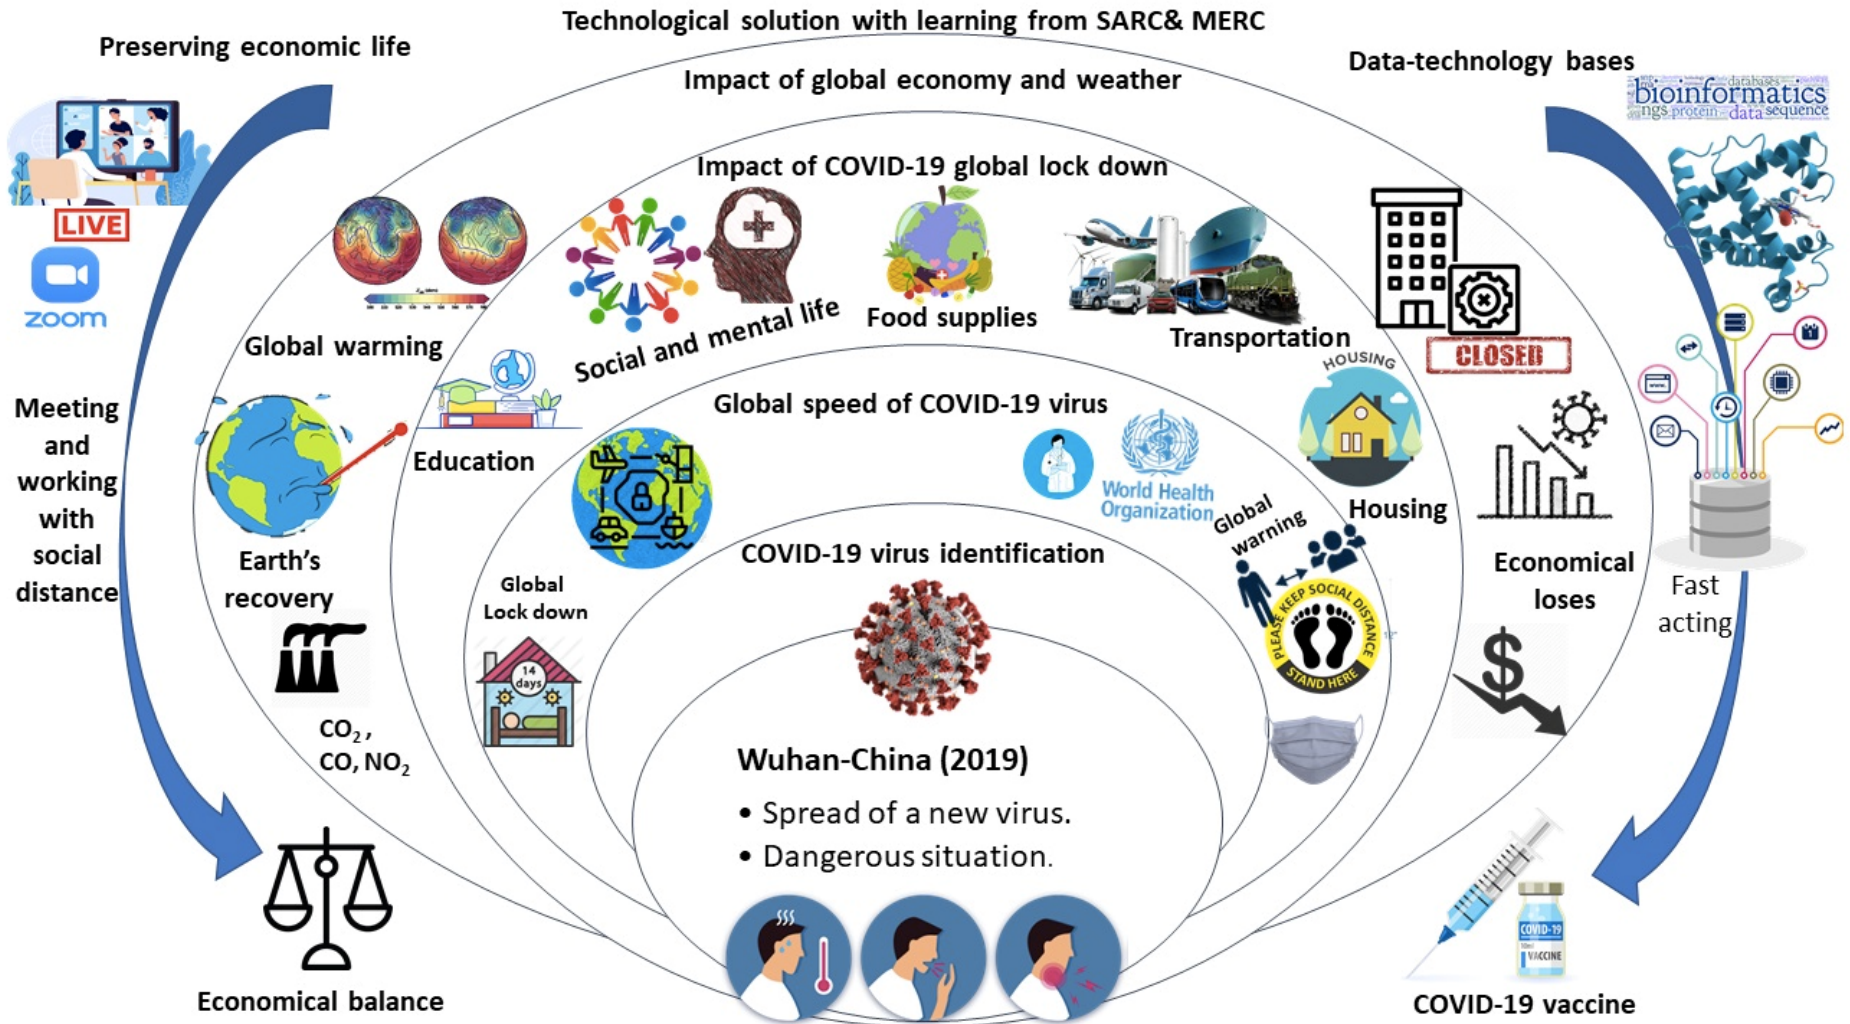 Technological solution with learning from SARC& MERC
Preserving economic life
Impact of global economy and weather
Data-technology bases
databases
bioinformatics
ngs protein data sequence
Impact of COVID-19 global lock down
LIVE
zoom
Global warming
Social and mental life
Food supplies
Transportation
CLOSED
HOUSING
Meeting
and
working
with
social
distance
Education
Global speed of COVID-19 virus
World Health
Organization
Global
warning
Housing
www.
Earth's
recovery
Global
Lock down
COVID-19 virus identification
PLEASE KEEP SOCIAL DISTANCE
STAND HERE
Economical
loses
Fast
acting
14
days
$
CO2 ,
CO, NO2
Wuhan-China (2019)
• Spread of a new virus.
• Dangerous situation.
COVID-19
VACCINE
Economical balance
COVID-19 vaccine